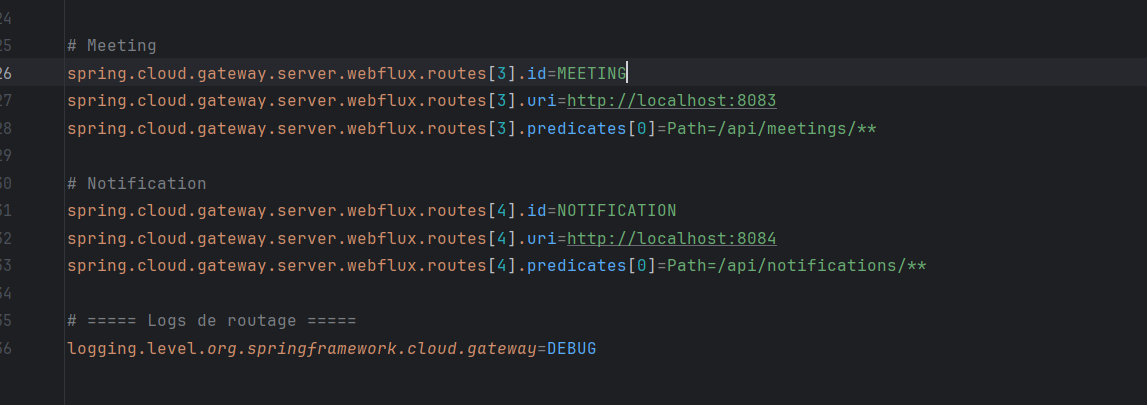 24
25 # Meeting
26 spring.cloud.gateway.server.webflux.routes[3].id=MEETING
27 spring.cloud.gateway.server.webflux.routes[3].uri=http://localhost:8083
28 spring.cloud.gateway.server.webflux.routes[3].predicates[0]=Path=/api/meetings/**
29
30 # Notification
31 spring.cloud.gateway.server.webflux.routes[4].id=NOTIFICATION
32 spring.cloud.gateway.server.webflux.routes[4].uri=http://localhost:8084
33 spring.cloud.gateway.server.webflux.routes[4].predicates[0]=Path=/api/notifications/**
34
35 # ===== Logs de routage =====
36 logging.level.org.springframework.cloud.gateway=DEBUG